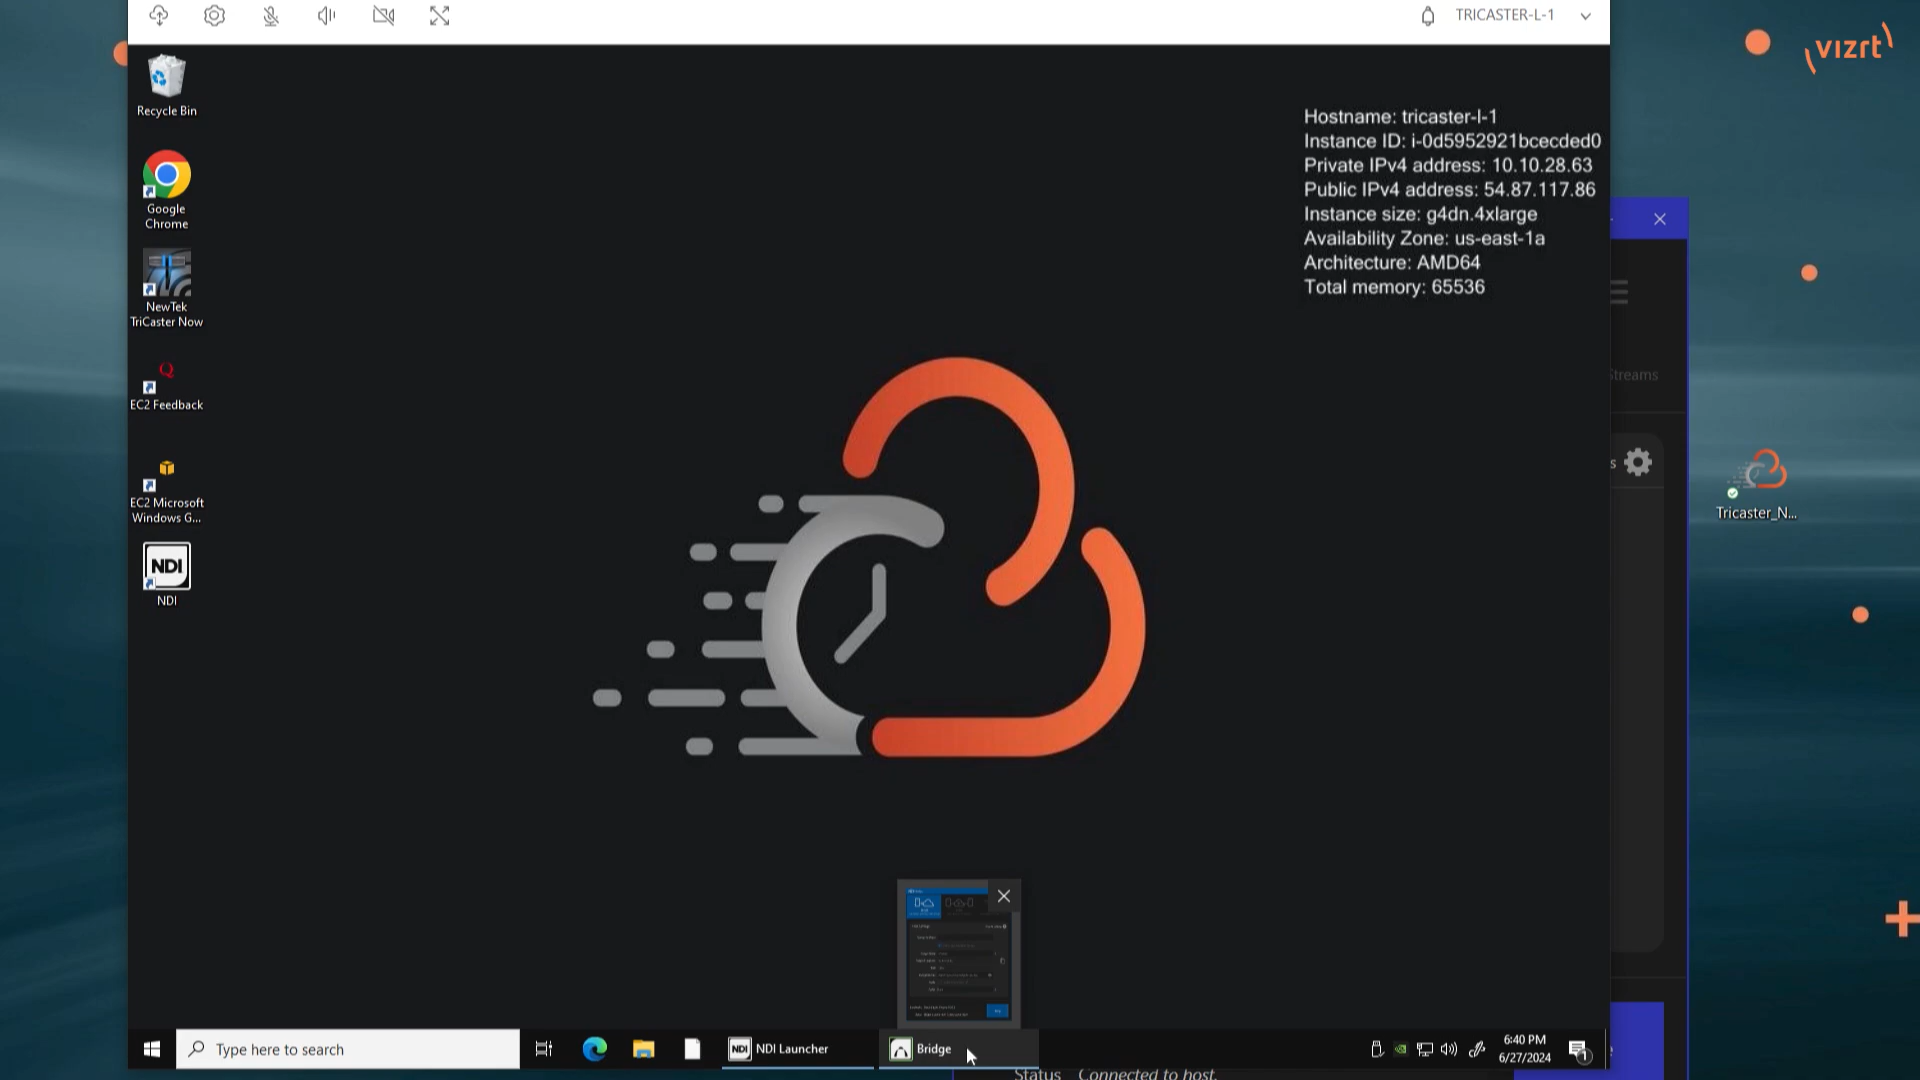 TRICASTER-L-1
vizrt
Recycle Bin
Google
Chrome
NewTek
TriCaster Now
EC2 Feedback
EC2 Microsoft
Windows G...
NDI
NDI
Hostname: tricaster-l-1
Instance ID: i-0d5952921bcecded0
Private IPv4 address: 10.10.28.63
Public IPv4 address: 54.87.117.86
Instance size: g4dn.4xlarge
Availability Zone: us-east-1a
Architecture: AMD64
Total memory: 65536
Streams
s
Tricaster_N...
Type here to search
NDI NDI Launcher
Bridge
6:40 PM
6/27/2024
1
Status Connected to host.